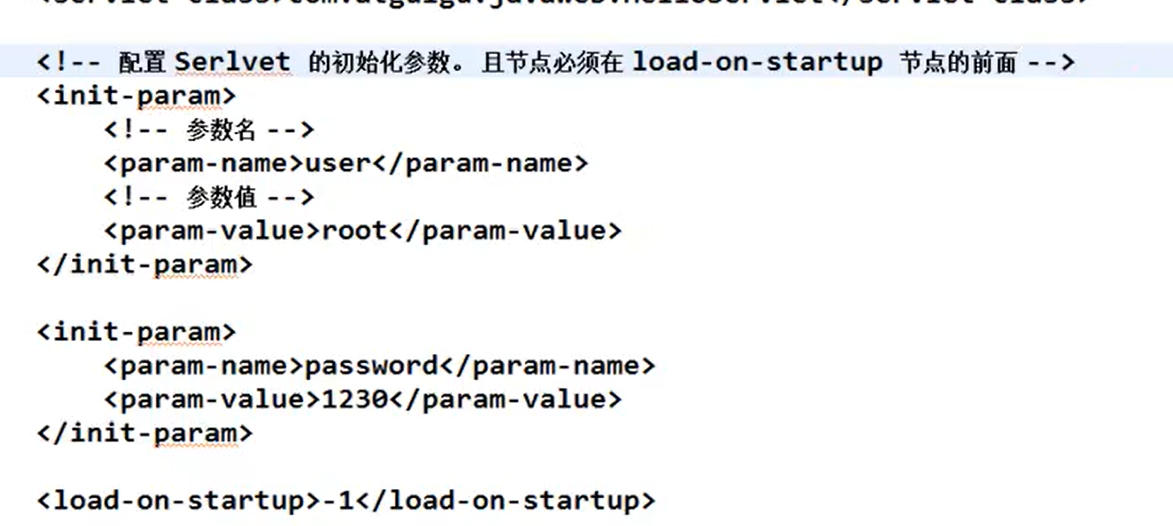 <!-- 配置 Serlvet 的初始化参数。且节点必须在 load-on-startup 节点的前面 -->
<init-param>
<!-- 参数名 -->
<param-name>user</param-name>
<!-- 参数值 -->
<param-value>root</param-value>
</init-param>
<init-param>
<param-name>password</param-name>
<param-value>1230</param-value>
</init-param>
<load-on-startup>-1</load-on-startup>